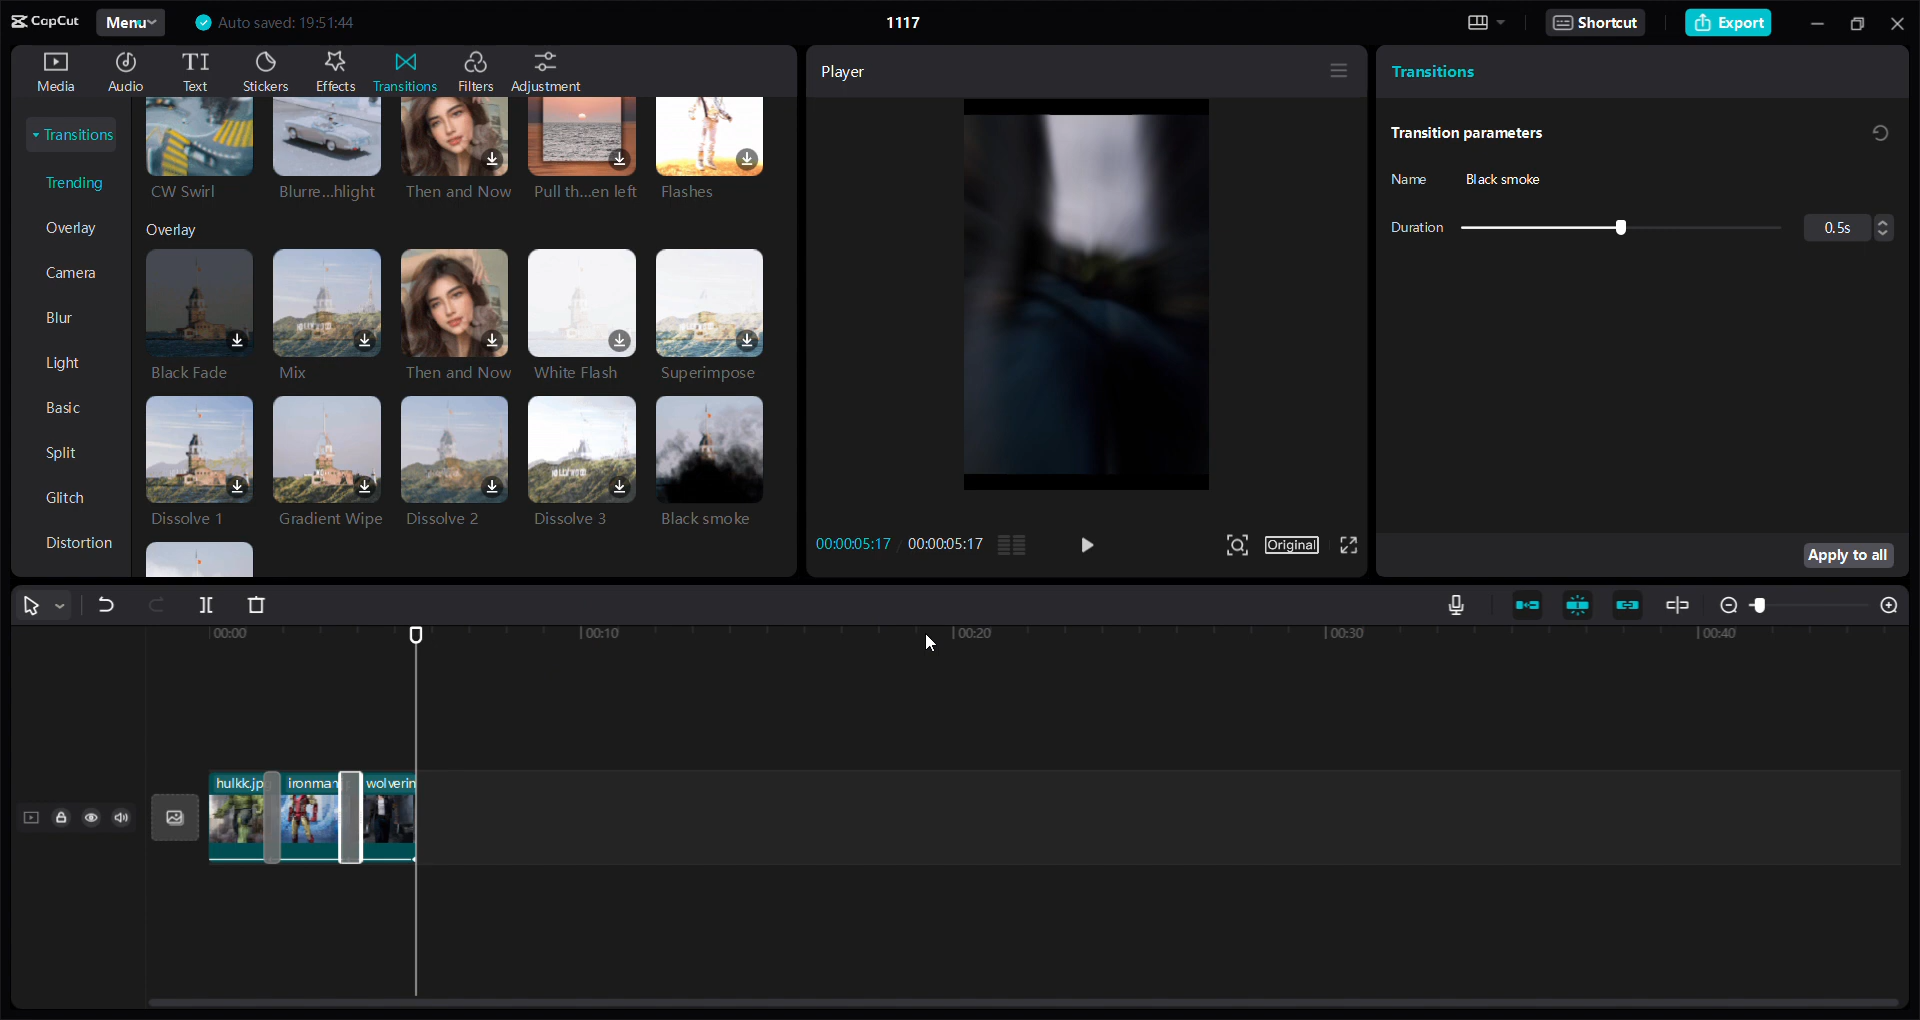 CapCut
Menu
Auto saved: 19:51:44
1117
Shortcut
Export
Media
Audio
TI
Text
Stickers
Effects
Transitions
Filters
Adjustment
Transitions
Trending
Overlay
Camera
Blur
Light
Basic
Split
Glitch
Distortion
CW Swirl
Blurre...hlight
Then and Now
Pull th...en left
Flashes
Overlay
Black Fade
Mix
Then and Now
White Flash
Superimpose
Dissolve 1
Gradient Wipe
Dissolve 2
Dissolve 3
Black smoke
Player
00:00:05:17 / 00:00:05:17
Original
Transitions
Transition parameters
Name Black smoke
Duration 0.5s
Apply to all
00:00
00:10
00:20
00:30
00:40
hulkk.jp
ironman
wolverin